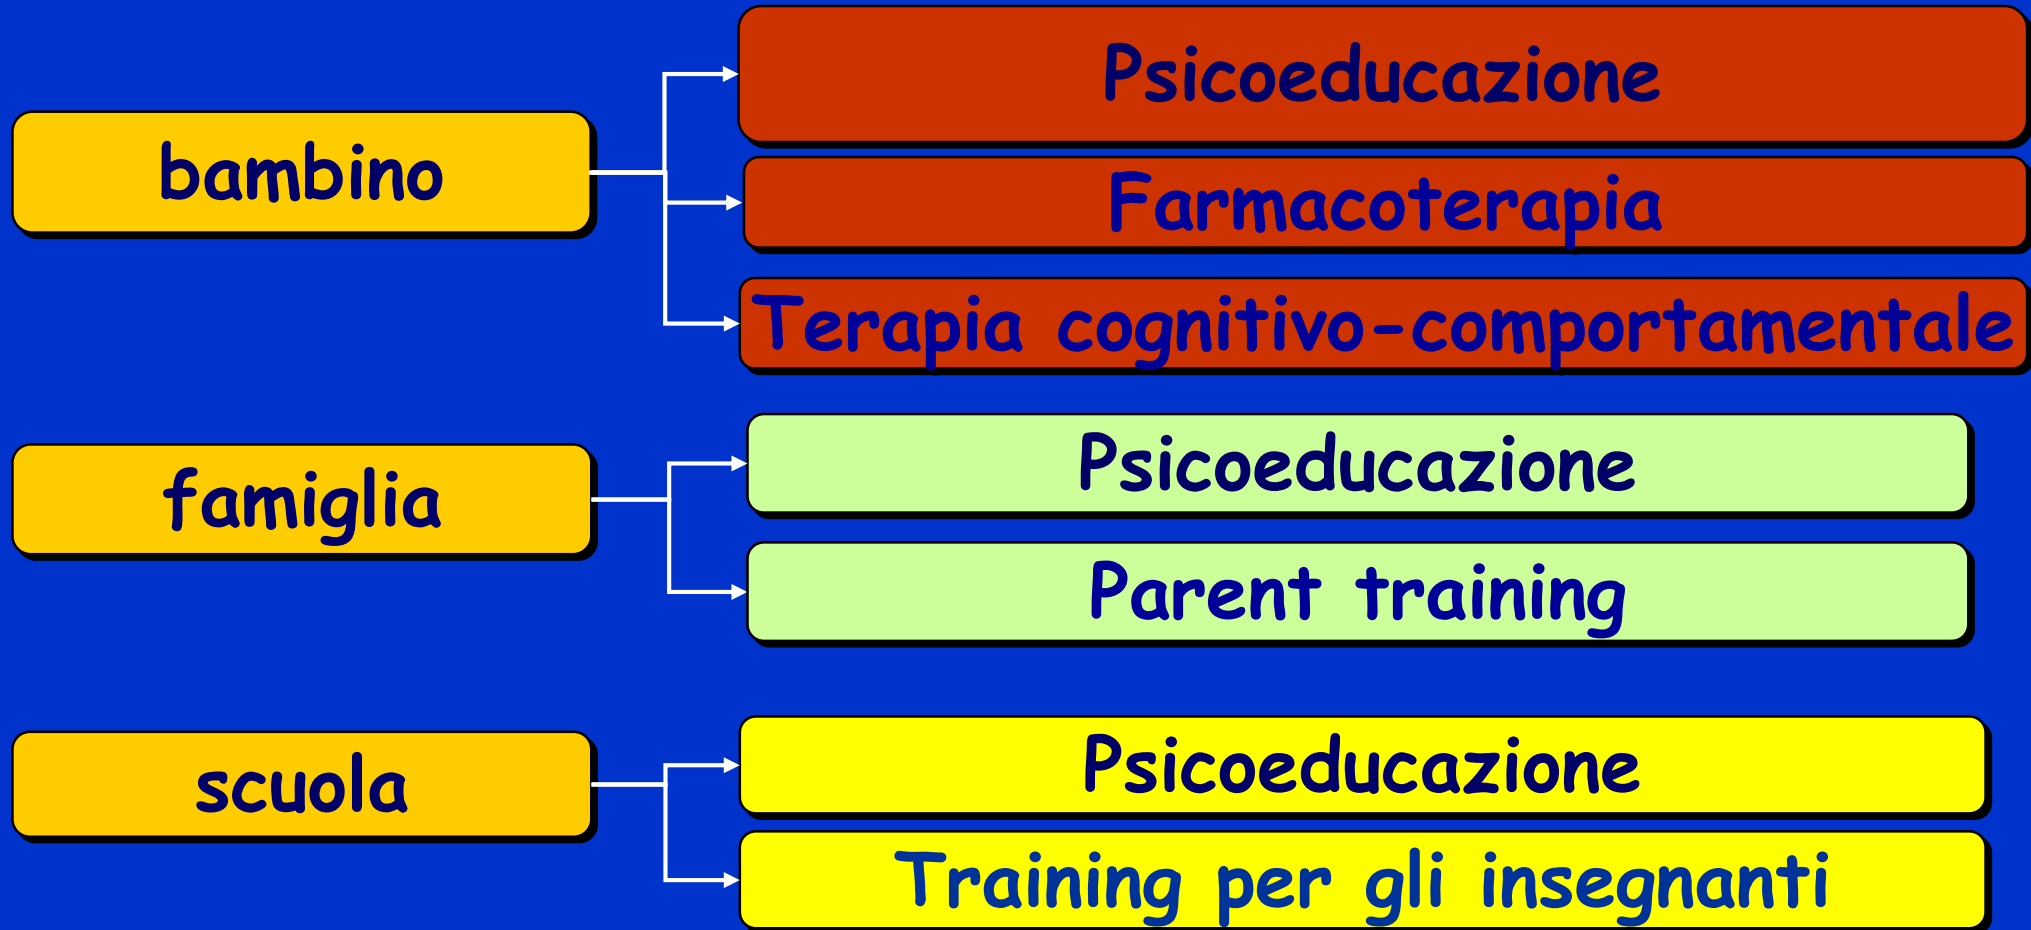 bambino
Psicoeducazione
Farmacoterapia
Terapia cognitivo-comportamentale
famiglia
Psicoeducazione
Parent training
scuola
Psicoeducazione
Training per gli insegnanti